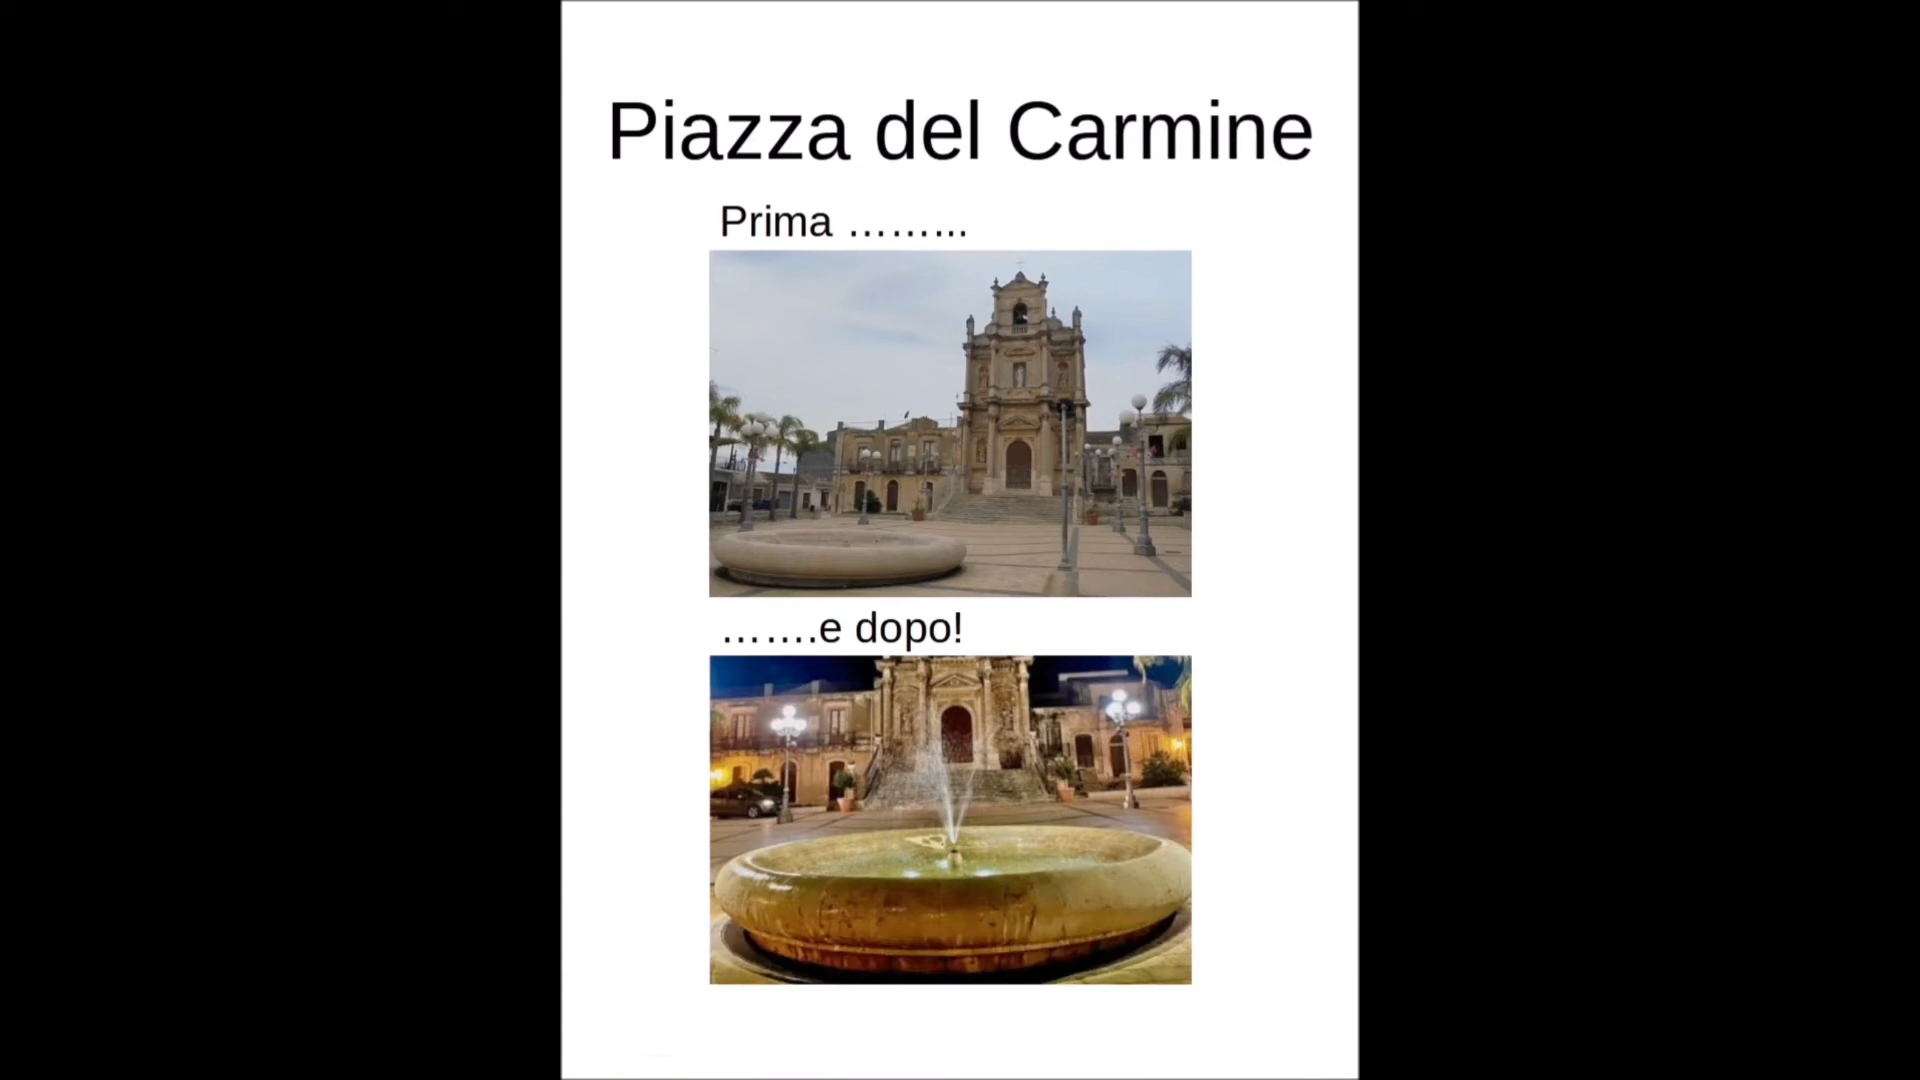 Piazza del Carmine
Prima ……...
…….e dopo!